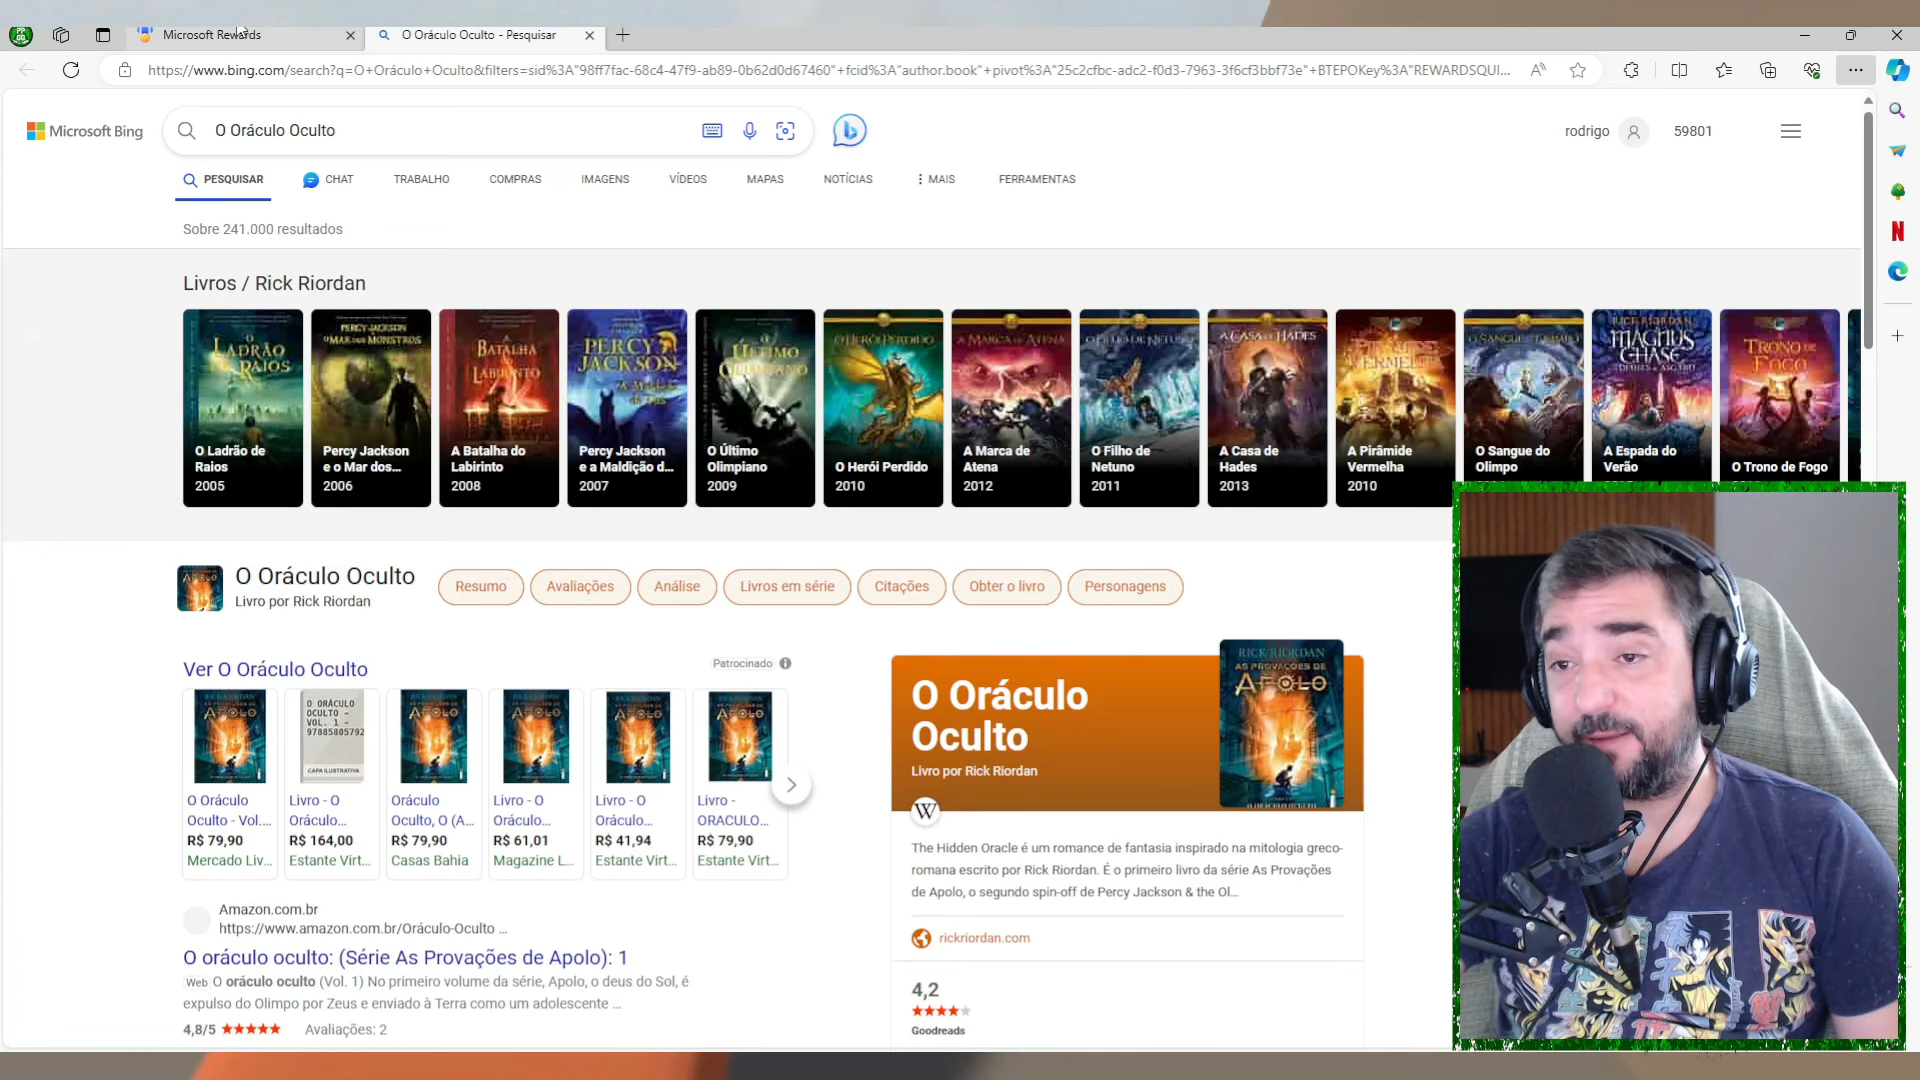 Microsoft Rewards
O Oráculo Oculto - Pesquisar
https://www.bing.com/search?q=O+Oráculo+Oculto&filters=sid%3A"98ff7fac-68c4-47f9-ab89-0b62d0d67460"+fcid%3A"author.book"+pivot%3A"25c2cfbc-adc2-f0d3-7963-3f6cf3bbf73e"+BTEPOKey%3A"REWARDSQUI...
Microsoft Bing
O Oráculo Oculto
rodrigo
59801
PESQUISAR
CHAT
TRABALHO
COMPRAS
IMAGENS
VÍDEOS
MAPAS
NOTÍCIAS
MAIS
FERRAMENTAS
Sobre 241.000 resultados
Livros / Rick Riordan
O Ladrão de
Raios
2005
Percy Jackson
e o Mar dos...
2006
A Batalha do
Labirinto
2008
Percy Jackson
e a Maldição d...
2007
O Último
Olimpiano
2009
O Herói Perdido
2010
A Marca de
Atena
2012
O Filho de
Netuno
2011
A Casa de
Hades
2013
A Pirâmide
Vermelha
2010
O Sangue do
Olimpo
A Espada do
Verão
O Trono de Fogo
O Oráculo Oculto
Livro por Rick Riordan
Resumo
Avaliações
Análise
Livros em série
Citações
Obter o livro
Personagens
Ver O Oráculo Oculto
Patrocinado
O ORÁCULO
OCULTO -
VOL. 1 -
97885805792
CAPA ILUSTRATIVA
O Oráculo
Oculto - Vol....
R$ 79,90
Mercado Liv...
Livro - O
Oráculo...
R$ 164,00
Estante Virt...
Oráculo
Oculto, O (A...
R$ 79,90
Casas Bahia
Livro - O
Oráculo...
R$ 61,01
Magazine L...
Livro - O
Oráculo...
R$ 41,94
Estante Virt...
Livro -
ORACULO...
R$ 79,90
Estante Virt...
Amazon.com.br
https://www.amazon.com.br/Oráculo-Oculto ...
O oráculo oculto: (Série As Provações de Apolo): 1
Web O oráculo oculto (Vol. 1) No primeiro volume da série, Apolo, o deus do Sol, é
expulso do Olimpo por Zeus e enviado à Terra como um adolescente ...
4,8/5
Avaliações: 2
O Oráculo
Oculto
Livro por Rick Riordan
RICK RIORDAN
AS PROVAÇÕES DE
APOLO
W
The Hidden Oracle é um romance de fantasia inspirado na mitologia greco-
romana escrito por Rick Riordan. É o primeiro livro da série As Provações
de Apolo, o segundo spin-off de Percy Jackson & the Ol...
rickriordan.com
4,2
Goodreads